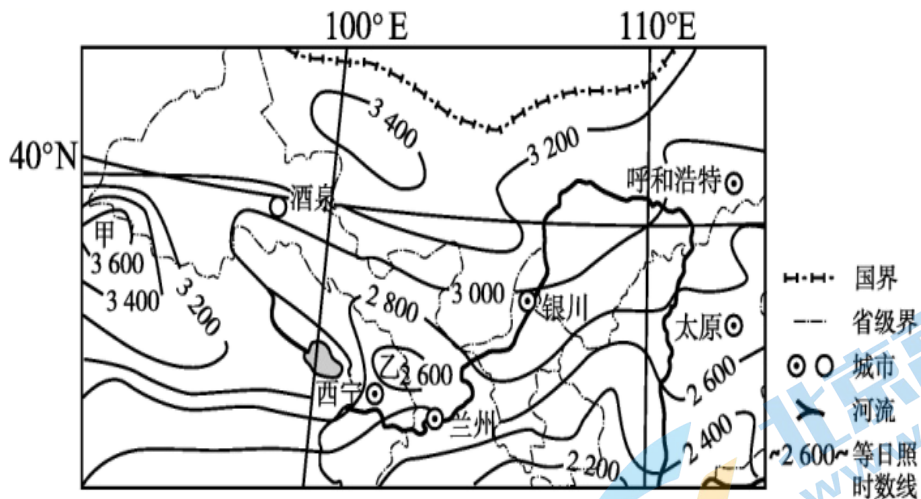 100°E 110°E
40°N
3 400
3 200
呼和浩特
酒泉
甲
3 600
3 400
3 200
2 800
3 000
银川
太原
乙
2 600
西宁
兰州
2 600
2 400
2 200
国界
省级界
城市
河流
~2 600~ 等日照
时数线